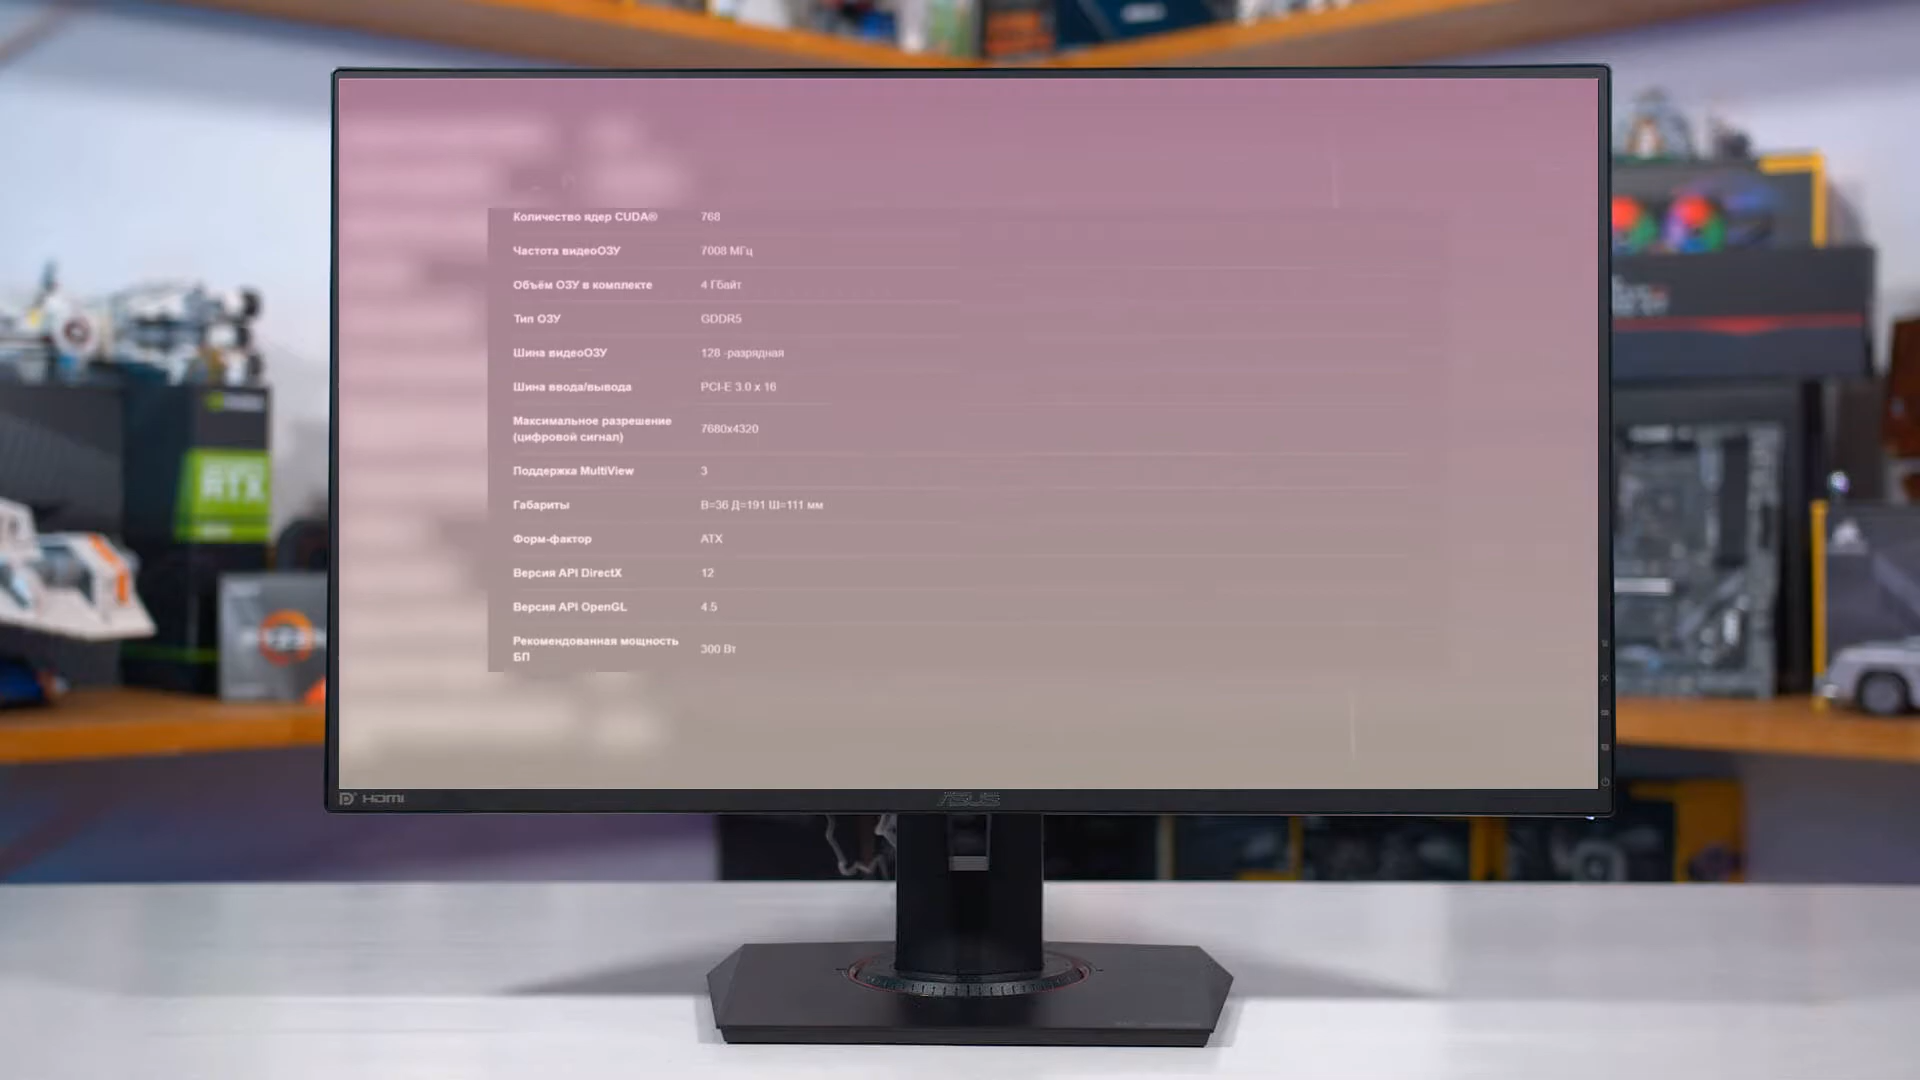 Количество ядер CUDA® 768
Частота видеоОЗУ 7008 МГц
Объём ОЗУ в комплекте 4 Гбайт
Тип ОЗУ GDDR5
Шина видеоОЗУ 128 -разрядная
Шина ввода/вывода PCI-E 3.0 x 16
Максимальное разрешение
(цифровой сигнал) 7680x4320
Поддержка MultiView 3
Габариты В=36 Д=191 Ш=111 мм
Форм-фактор ATX
Версия API DirectX 12
Версия API OpenGL 4.5
Рекомендованная мощность
БП 300 Вт
HDMI
ASUS
RTX